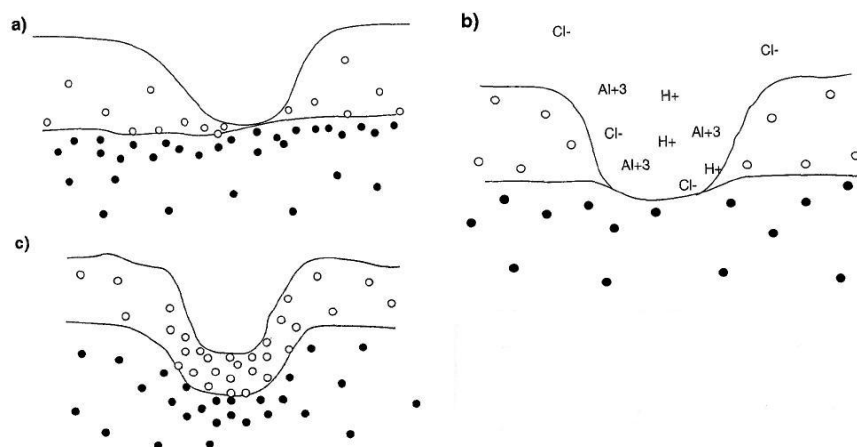 a)
b)
Cl-
Cl-
Al+3
H+
Cl-
H+
Al+3
Al+3
H+
Cl-
c)